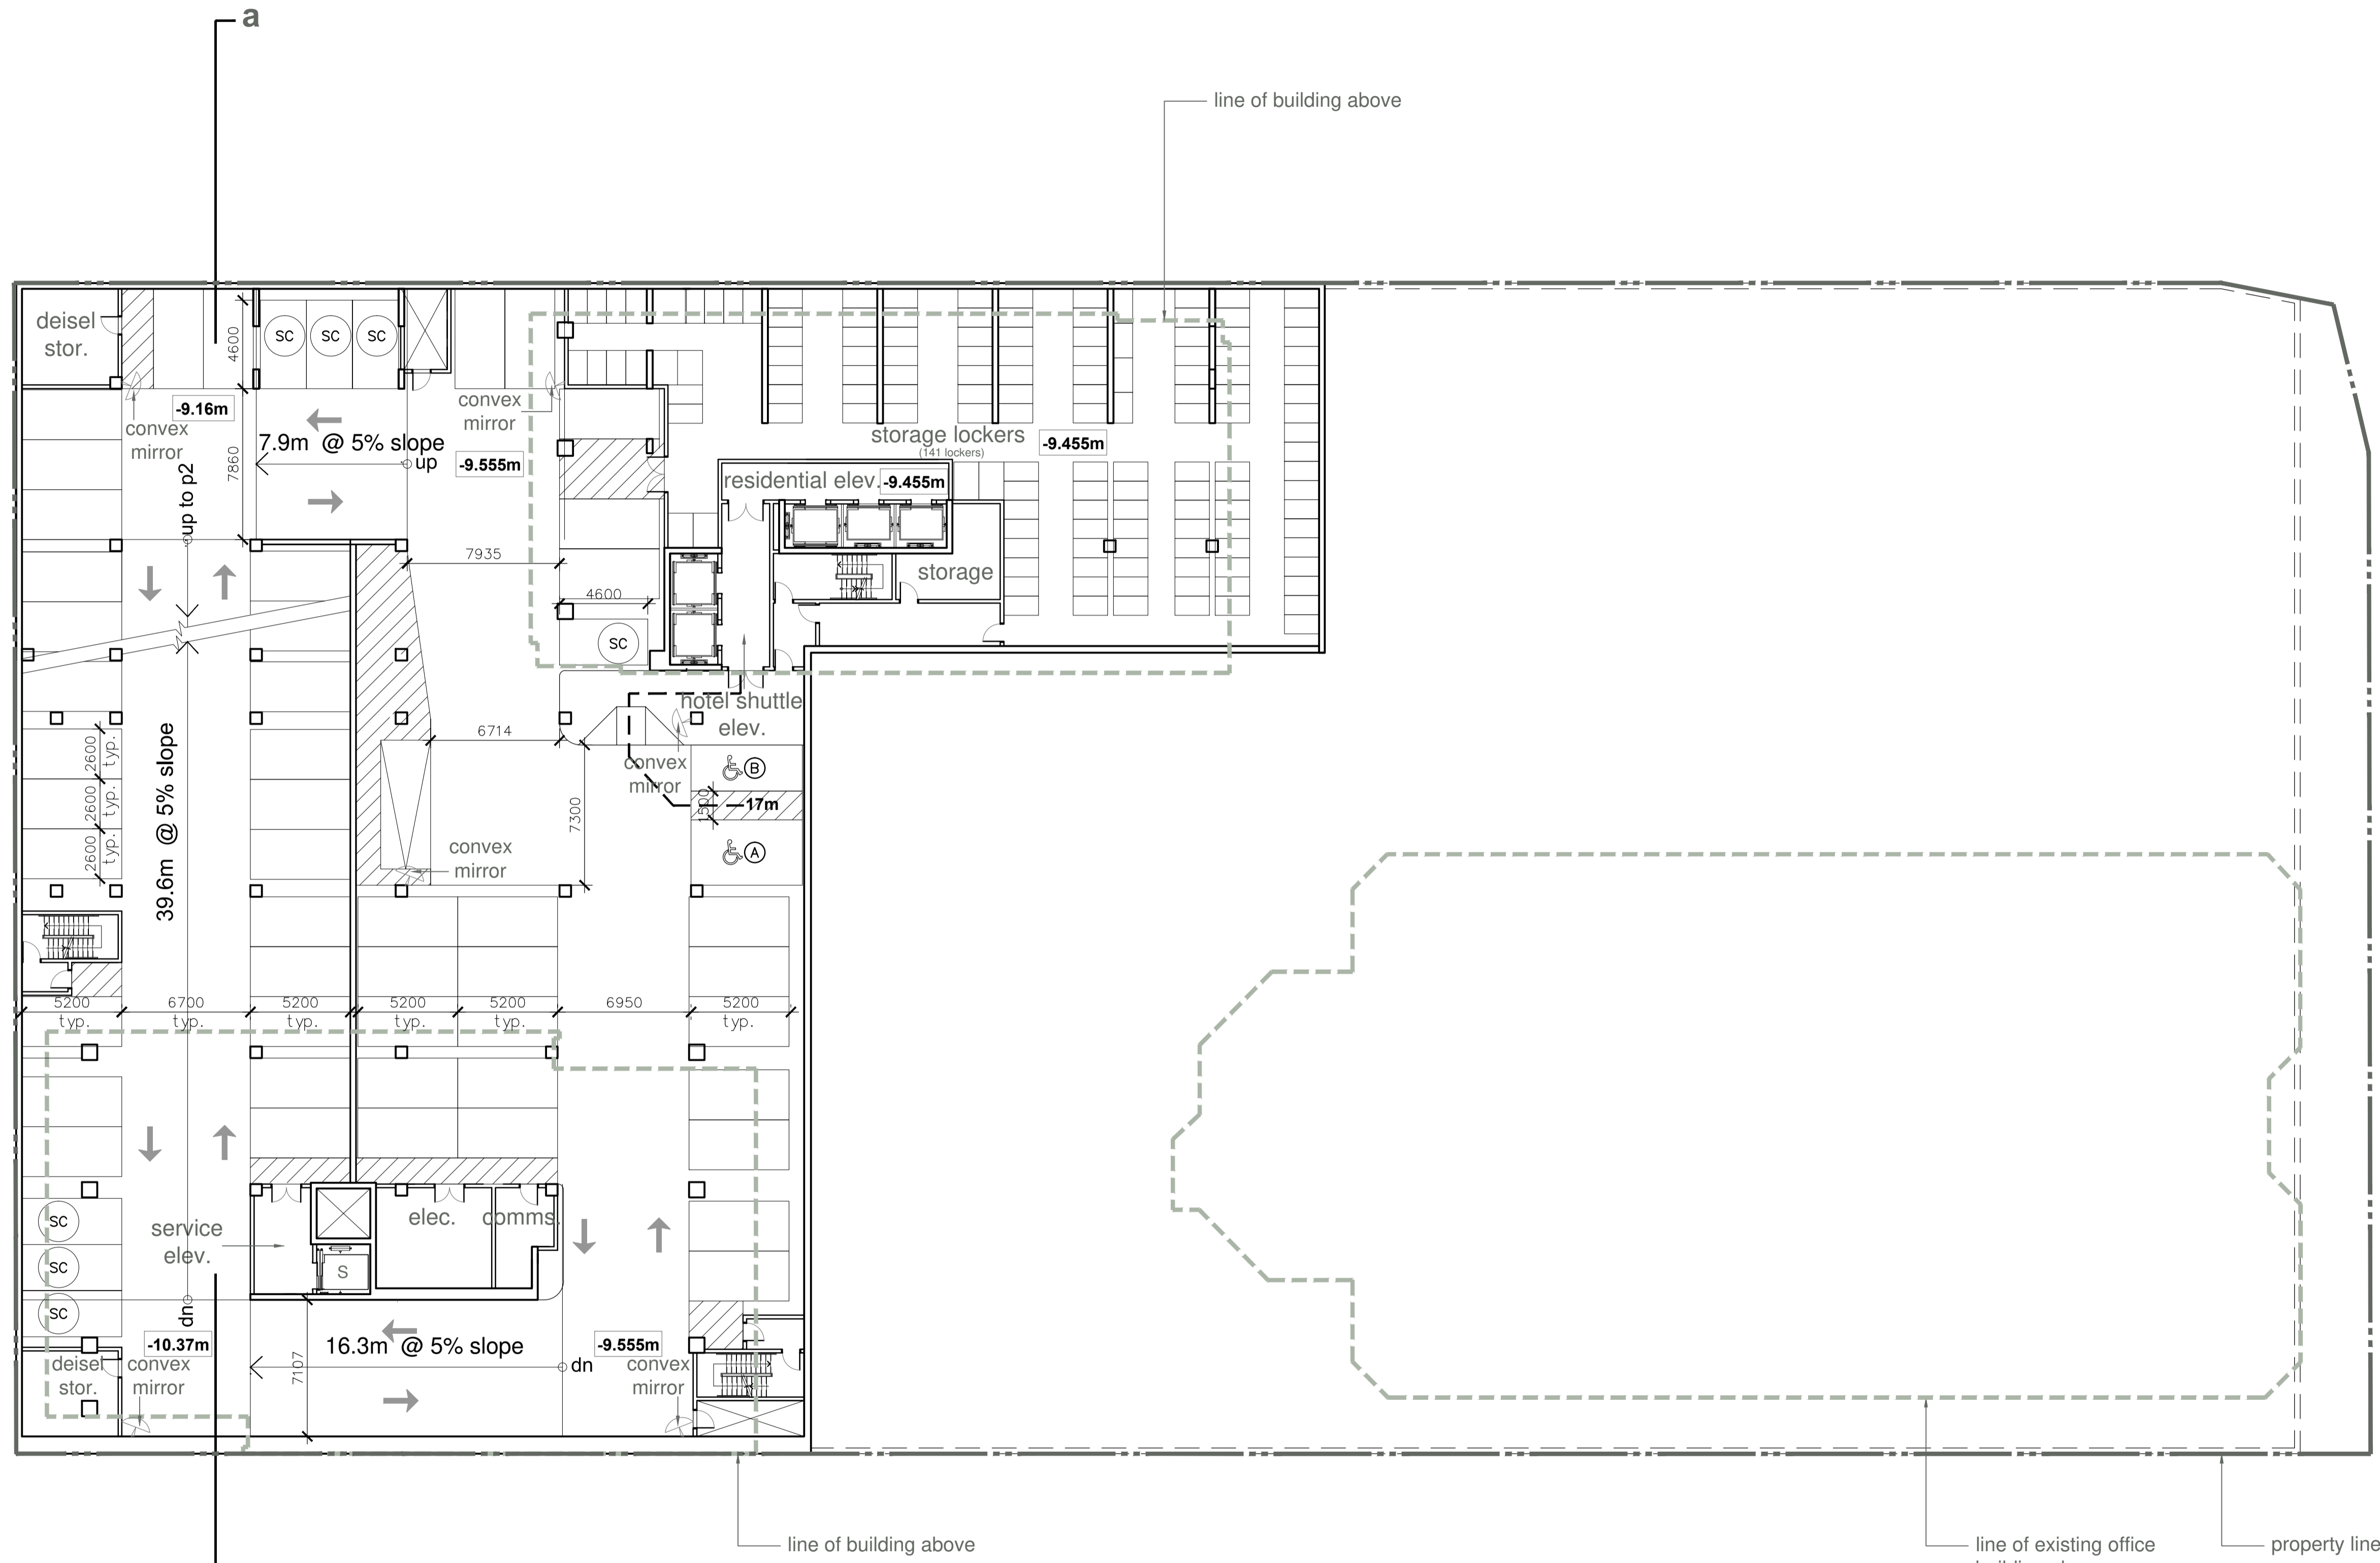 a
line of building above
deisel
stor.
SC
SC
SC
4600
convex
mirror
-9.16m
convex
mirror
7.9m @ 5% slope
up
-9.555m
7860
up to p2
storage lockers
(141 lockers)
-9.455m
residential elev.
-9.455m
7935
4600
SC
storage
hotel shuttle
elev.
6714
convex
mirror
B
1500
17m
A
7300
2600
typ.
2600
typ.
2600
typ.
39.6m @ 5% slope
convex
mirror
5200
typ.
6700
typ.
5200
typ.
5200
typ.
5200
typ.
6950
5200
typ.
SC
SC
SC
service
elev.
S
elec.
comms.
dn
-10.37m
16.3m @ 5% slope
-9.555m
dn
deisel
stor.
convex
mirror
7107
convex
mirror
line of building above
line of existing office
property line